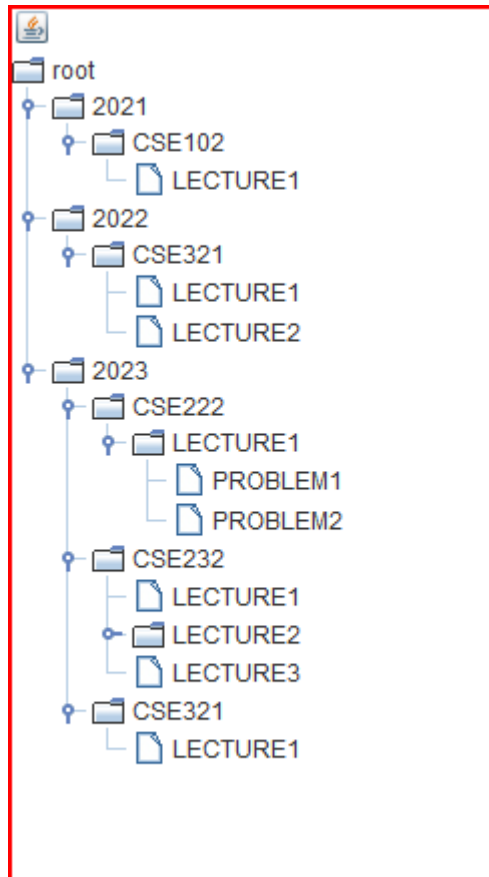 root
2021
CSE102
LECTURE1
2022
CSE321
LECTURE1
LECTURE2
2023
CSE222
LECTURE1
PROBLEM1
PROBLEM2
CSE232
LECTURE1
LECTURE2
LECTURE3
CSE321
LECTURE1